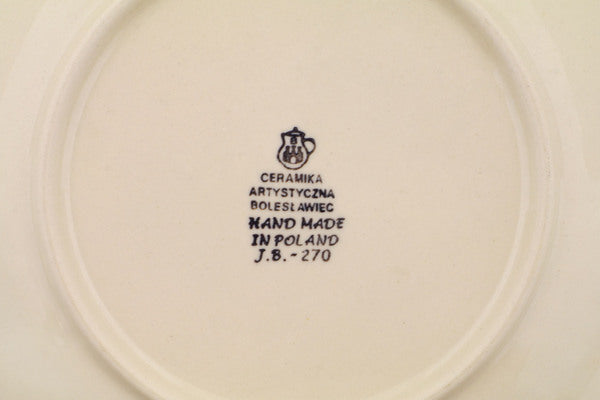 CERAMIKA
ARTYSTYCZNA
BOLESŁAWIEC
HAND MADE
IN POLAND
J.B.-270